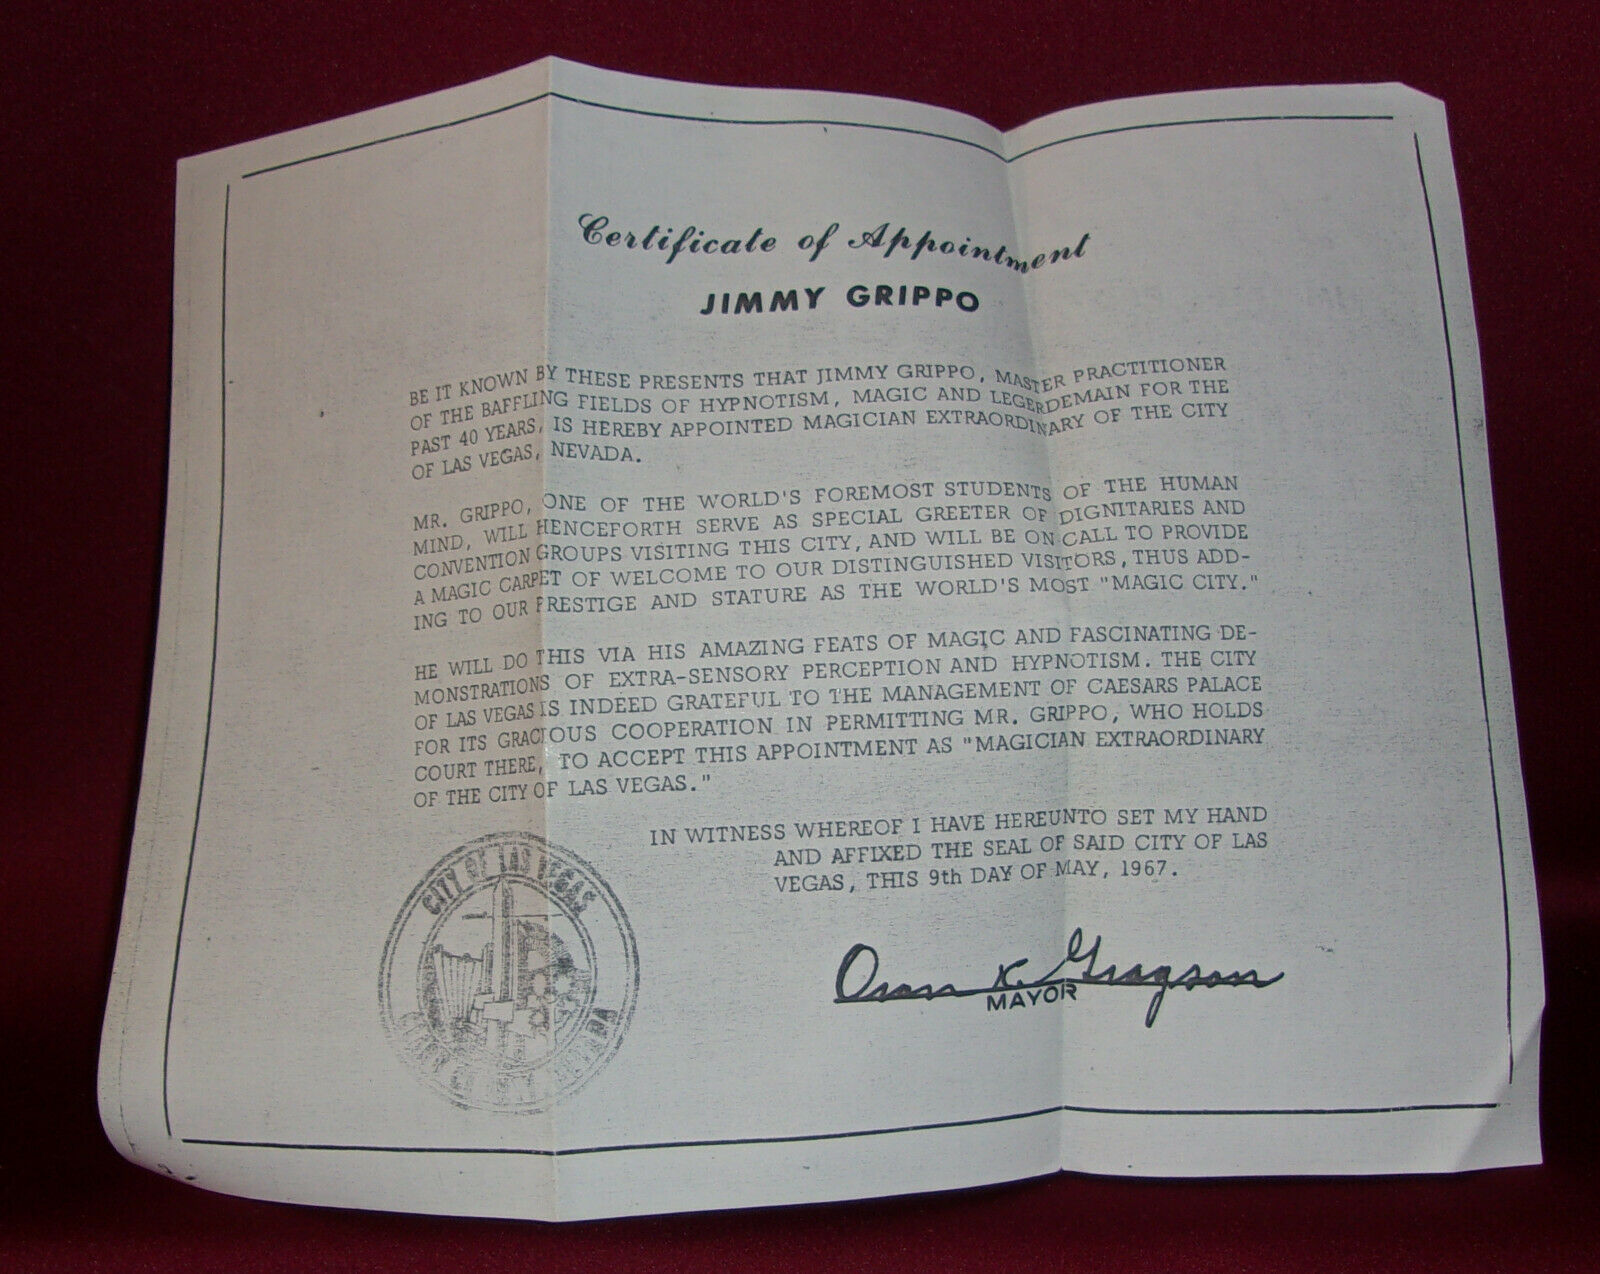 Certificate of Appointment
JIMMY GRIPPO
BE IT KNOWN BY THESE PRESENTS THAT JIMMY GRIPPO, MASTER PRACTITIONER
OF THE BAFFLING FIELDS OF HYPNOTISM, MAGIC AND LEGERDEMAIN FOR THE
PAST 40 YEARS, IS HEREBY APPOINTED MAGICIAN EXTRAORDINARY OF THE CITY
OF LAS VEGAS, NEVADA.
MR. GRIPPO, ONE OF THE WORLD'S FOREMOST STUDENTS OF THE HUMAN
MIND, WILL HENCEFORTH SERVE AS SPECIAL GREETER OF DIGNITARIES AND
CONVENTION GROUPS VISITING THIS CITY, AND WILL BE ON CALL TO PROVIDE
A MAGIC CARPET OF WELCOME TO OUR DISTINGUISHED VISITORS, THUS ADD-
ING TO OUR PRESTIGE AND STATURE AS THE WORLD'S MOST "MAGIC CITY."
HE WILL DO THIS VIA HIS AMAZING FEATS OF MAGIC AND FASCINATING DE-
MONSTRATIONS OF EXTRA-SENSORY PERCEPTION AND HYPNOTISM. THE CITY
OF LAS VEGAS IS INDEED GRATEFUL TO THE MANAGEMENT OF CAESARS PALACE
FOR ITS GRACIOUS COOPERATION IN PERMITTING MR. GRIPPO, WHO HOLDS
COURT THERE, TO ACCEPT THIS APPOINTMENT AS "MAGICIAN EXTRAORDINARY
OF THE CITY OF LAS VEGAS."
IN WITNESS WHEREOF I HAVE HEREUNTO SET MY HAND
AND AFFIXED THE SEAL OF SAID CITY OF LAS
VEGAS, THIS 9th DAY OF MAY, 1967.
CITY OF LAS VEGAS
Oran K. Gragson
MAYOR